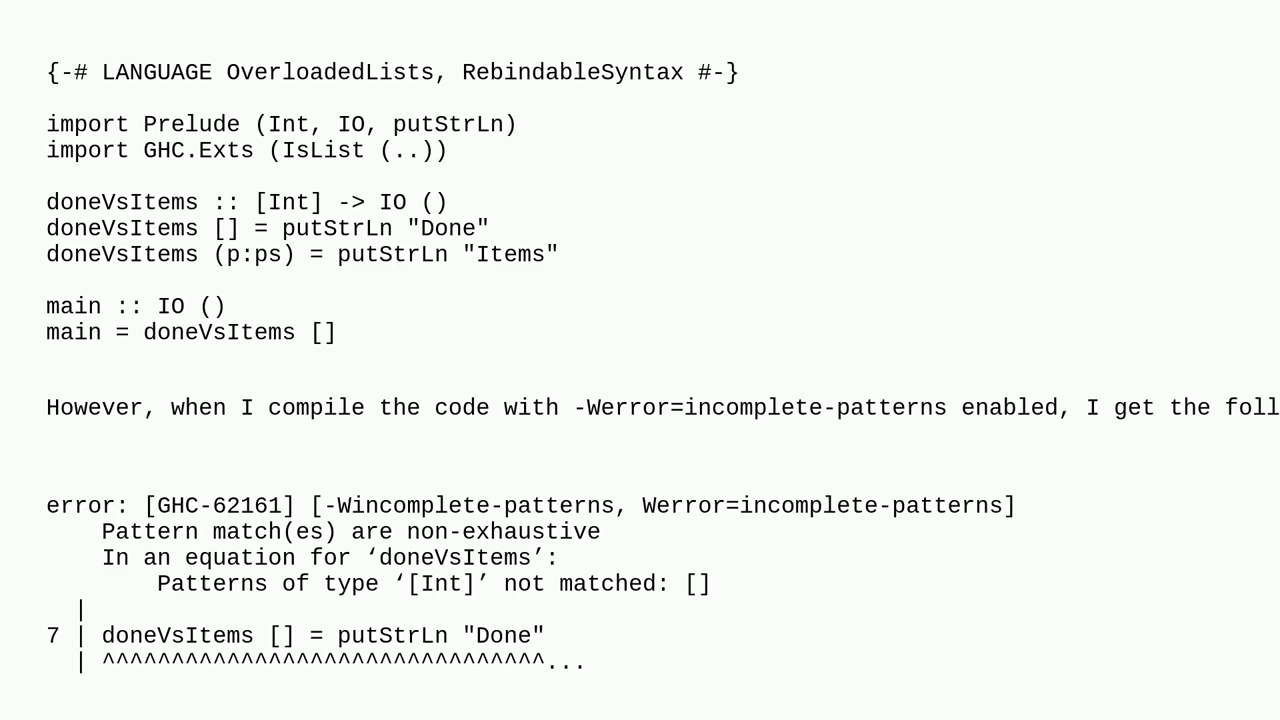 {-# LANGUAGE OverloadedLists, RebindableSyntax #-}
import Prelude (Int, IO, putStrLn)
import GHC.Exts (IsList (..))
doneVsItems :: [Int] -> IO ()
doneVsItems [] = putStrLn "Done"
doneVsItems (p:ps) = putStrLn "Items"
main :: IO ()
main = doneVsItems []
However, when I compile the code with -Werror=incomplete-patterns enabled, I get the foll
error: [GHC-62161] [-Wincomplete-patterns, Werror=incomplete-patterns]
    Pattern match(es) are non-exhaustive
    In an equation for ‘doneVsItems’:
        Patterns of type ‘[Int]’ not matched: []
  |
7 | doneVsItems [] = putStrLn "Done"
  | ^^^^^^^^^^^^^^^^^^^^^^^^^^^^^^^^...